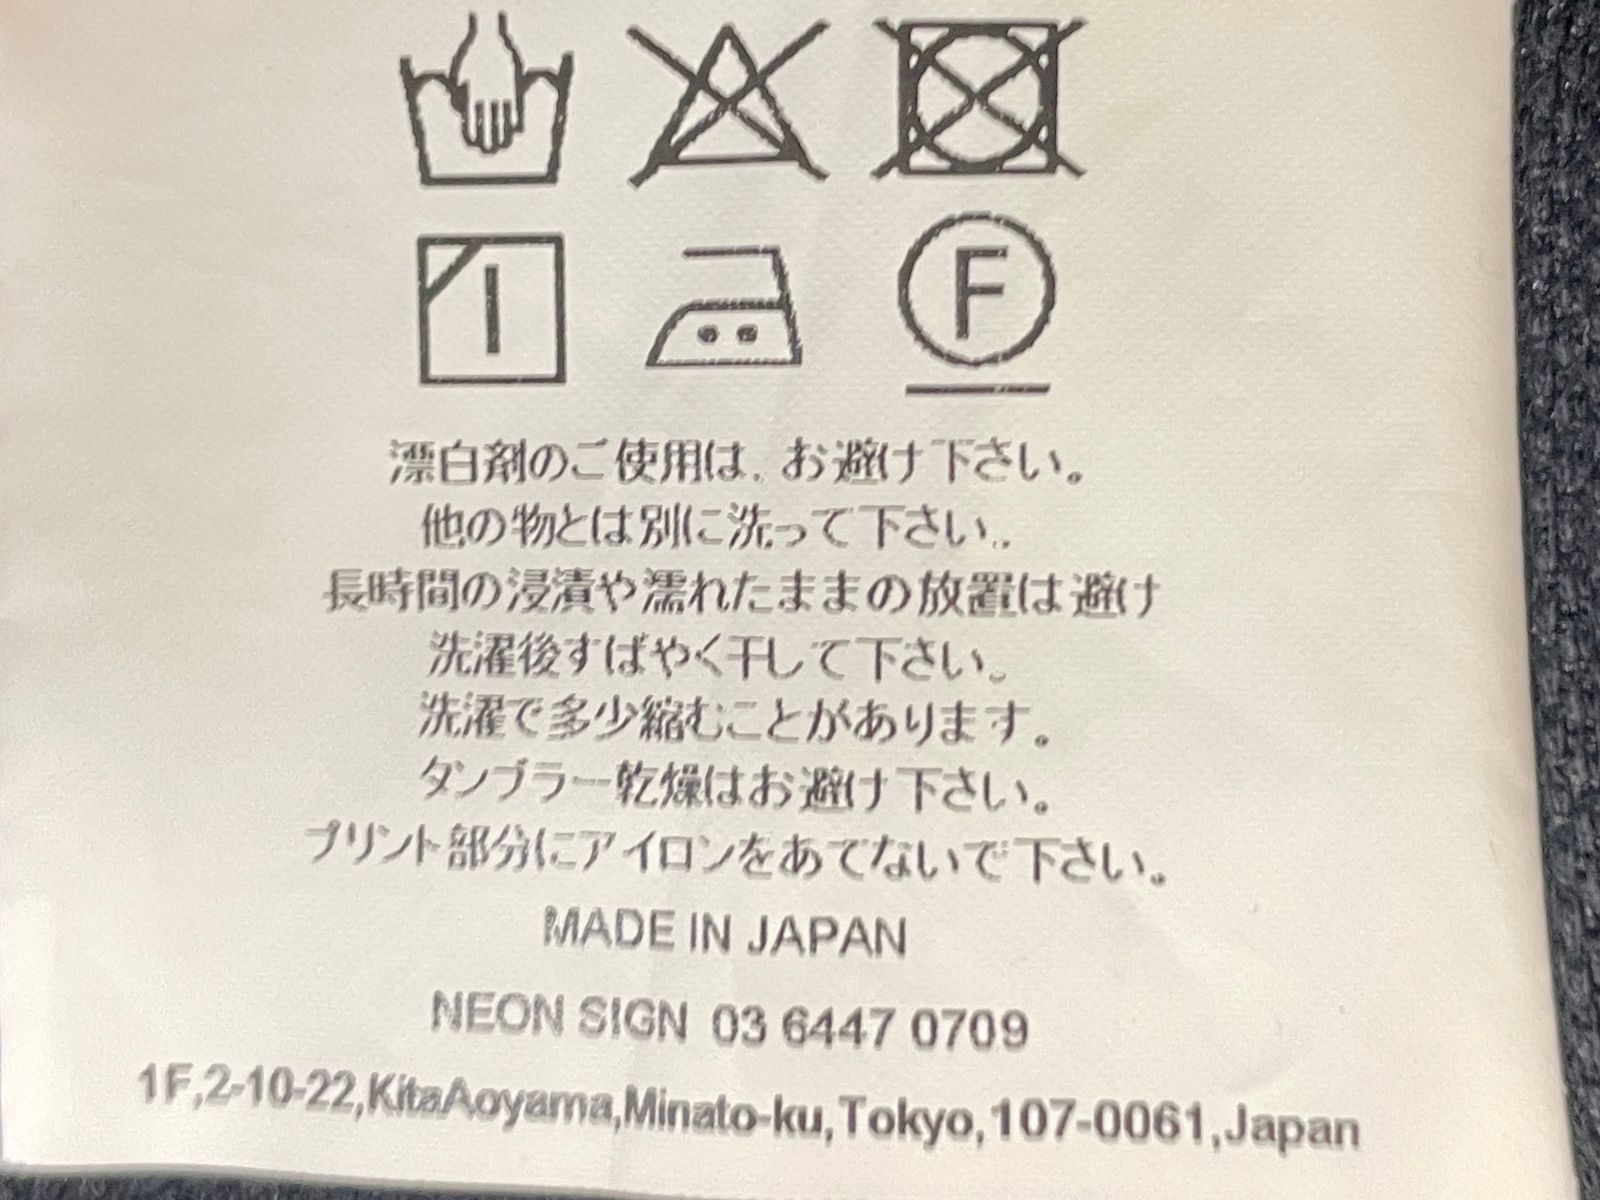 F
漂白剤のご使用は、お避け下さい。
他の物とは別に洗って下さい。
長時間の浸漬や濡れたままの放置は避け
洗濯後すばやく干して下さい。
洗濯で多少縮むことがあります。
タンブラー乾燥はお避け下さい。
プリント部分にアイロンをあてないで下さい。
MADE IN JAPAN
NEON SIGN 03 6447 0709
1F,2-10-22,KitaAoyama,Minato-ku,Tokyo,107-0061,Japan